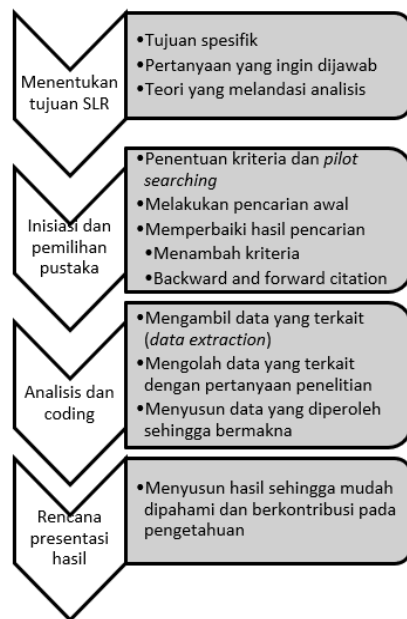 Menentukan
tujuan SLR
•Tujuan spesifik
•Pertanyaan yang ingin dijawab
•Teori yang melandasi analisis
Inisiasi dan
pemilihan
pustaka
•Penentuan kriteria dan pilot
searching
•Melakukan pencarian awal
•Memperbaiki hasil pencarian
•Menambah kriteria
•Backward and forward citation
Analisis dan
coding
•Mengambil data yang terkait
(data extraction)
•Mengolah data yang terkait
dengan pertanyaan penelitian
•Menyusun data yang diperoleh
sehingga bermakna
Rencana
presentasi
hasil
•Menyusun hasil sehingga mudah
dipahami dan berkontribusi pada
pengetahuan